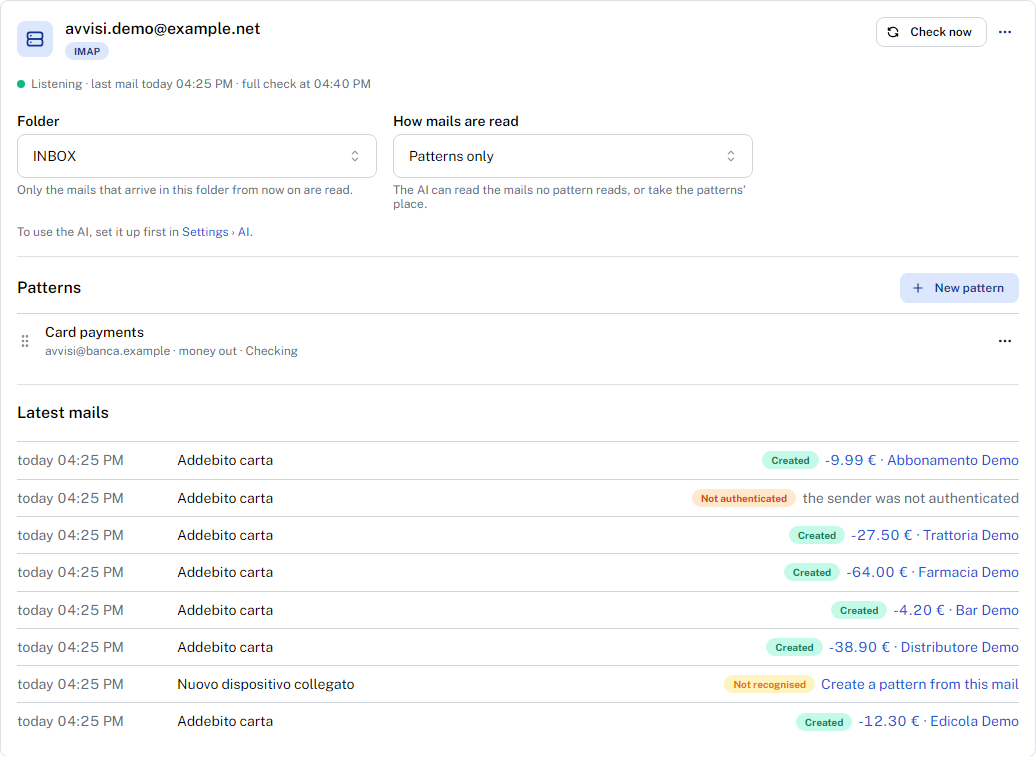 avvisi.demo@example.net
IMAP
Check now
Listening · last mail today 04:25 PM · full check at 04:40 PM
Folder
How mails are read
INBOX
Patterns only
Only the mails that arrive in this folder from now on are read.
The AI can read the mails no pattern reads, or take the patterns'
place.
To use the AI, set it up first in Settings › AI.
Patterns
New pattern
Card payments
avvisi@banca.example · money out · Checking
Latest mails
today 04:25 PM Addebito carta Created -9.99 € · Abbonamento Demo
today 04:25 PM Addebito carta Not authenticated the sender was not authenticated
today 04:25 PM Addebito carta Created -27.50 € · Trattoria Demo
today 04:25 PM Addebito carta Created -64.00 € · Farmacia Demo
today 04:25 PM Addebito carta Created -4.20 € · Bar Demo
today 04:25 PM Addebito carta Created -38.90 € · Distributore Demo
today 04:25 PM Nuovo dispositivo collegato Not recognised Create a pattern from this mail
today 04:25 PM Addebito carta Created -12.30 € · Edicola Demo